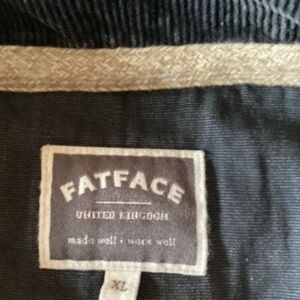 FATFACE
UNITED KINGDOM
made well • worn well
XL